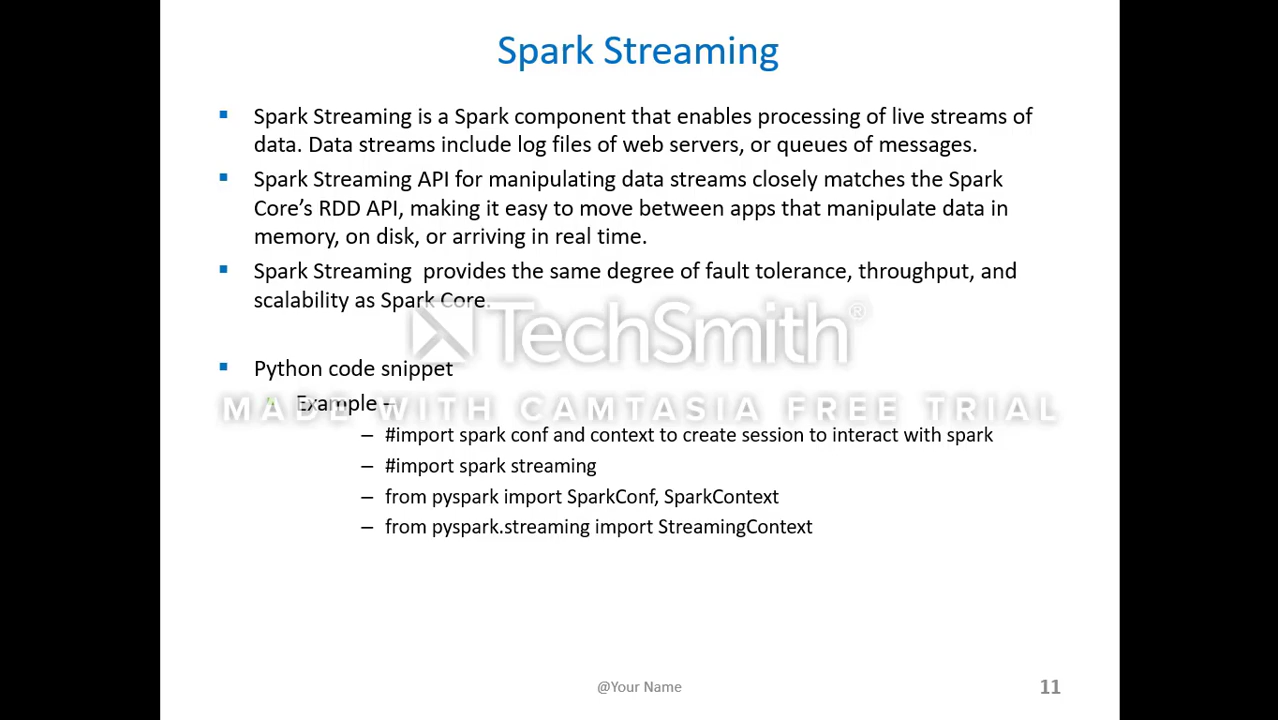 Spark Streaming
Spark Streaming is a Spark component that enables processing of live streams of
data. Data streams include log files of web servers, or queues of messages.
Spark Streaming API for manipulating data streams closely matches the Spark
Core’s RDD API, making it easy to move between apps that manipulate data in
memory, on disk, or arriving in real time.
Spark Streaming  provides the same degree of fault tolerance, throughput, and
scalability as Spark Core.
TechSmith®
Python code snippet
Example –
MADE WITH CAMTASIA FREE TRIAL
– #import spark conf and context to create session to interact with spark
– #import spark streaming
– from pyspark import SparkConf, SparkContext
– from pyspark.streaming import StreamingContext
@Your Name
11